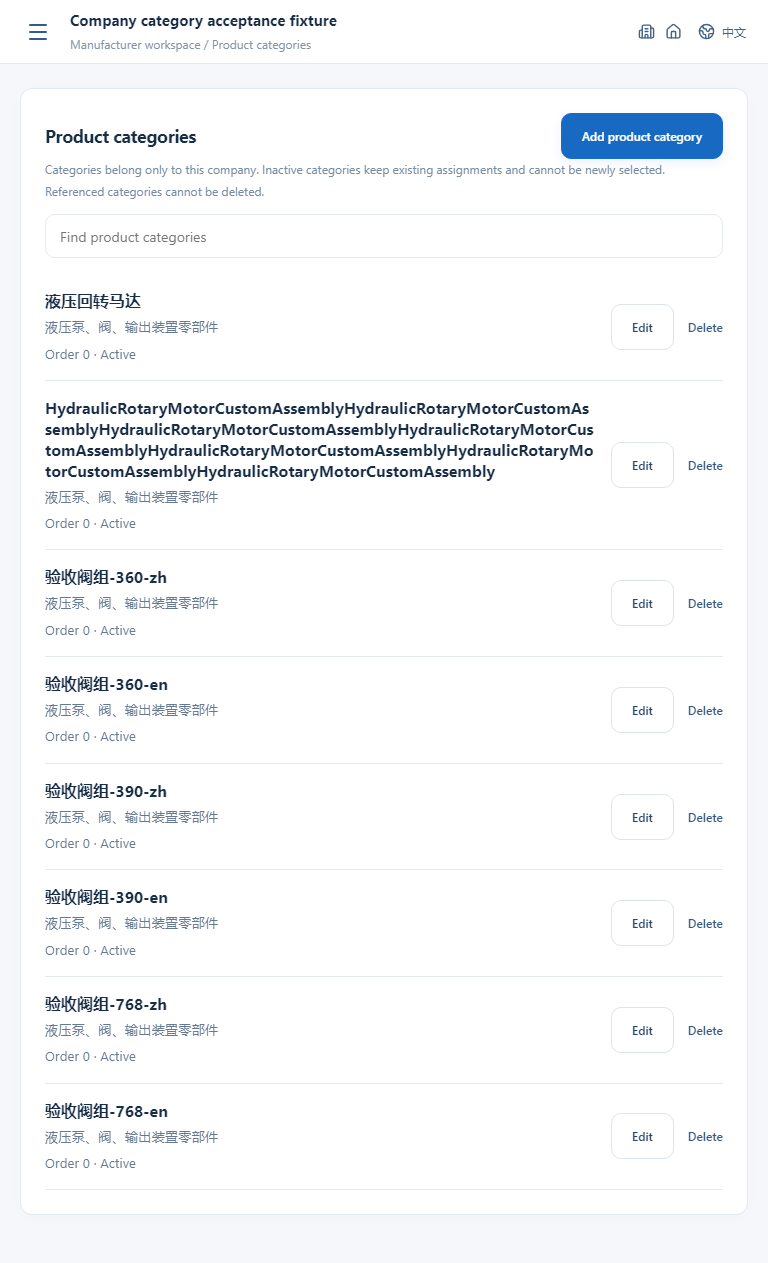 Company category acceptance fixture
Manufacturer workspace / Product categories
中文
Product categories
Add product category
Categories belong only to this company. Inactive categories keep existing assignments and cannot be newly selected.
Referenced categories cannot be deleted.
Find product categories
液压回转马达
液压泵、阀、输出装置零部件
Order 0 · Active
Edit
Delete
HydraulicRotaryMotorCustomAssemblyHydraulicRotaryMotorCustomAs
semblyHydraulicRotaryMotorCustomAssemblyHydraulicRotaryMotorCus
tomAssemblyHydraulicRotaryMotorCustomAssemblyHydraulicRotaryMo
torCustomAssemblyHydraulicRotaryMotorCustomAssembly
液压泵、阀、输出装置零部件
Order 0 · Active
Edit
Delete
验收阀组-360-zh
液压泵、阀、输出装置零部件
Order 0 · Active
Edit
Delete
验收阀组-360-en
液压泵、阀、输出装置零部件
Order 0 · Active
Edit
Delete
验收阀组-390-zh
液压泵、阀、输出装置零部件
Order 0 · Active
Edit
Delete
验收阀组-390-en
液压泵、阀、输出装置零部件
Order 0 · Active
Edit
Delete
验收阀组-768-zh
液压泵、阀、输出装置零部件
Order 0 · Active
Edit
Delete
验收阀组-768-en
液压泵、阀、输出装置零部件
Order 0 · Active
Edit
Delete